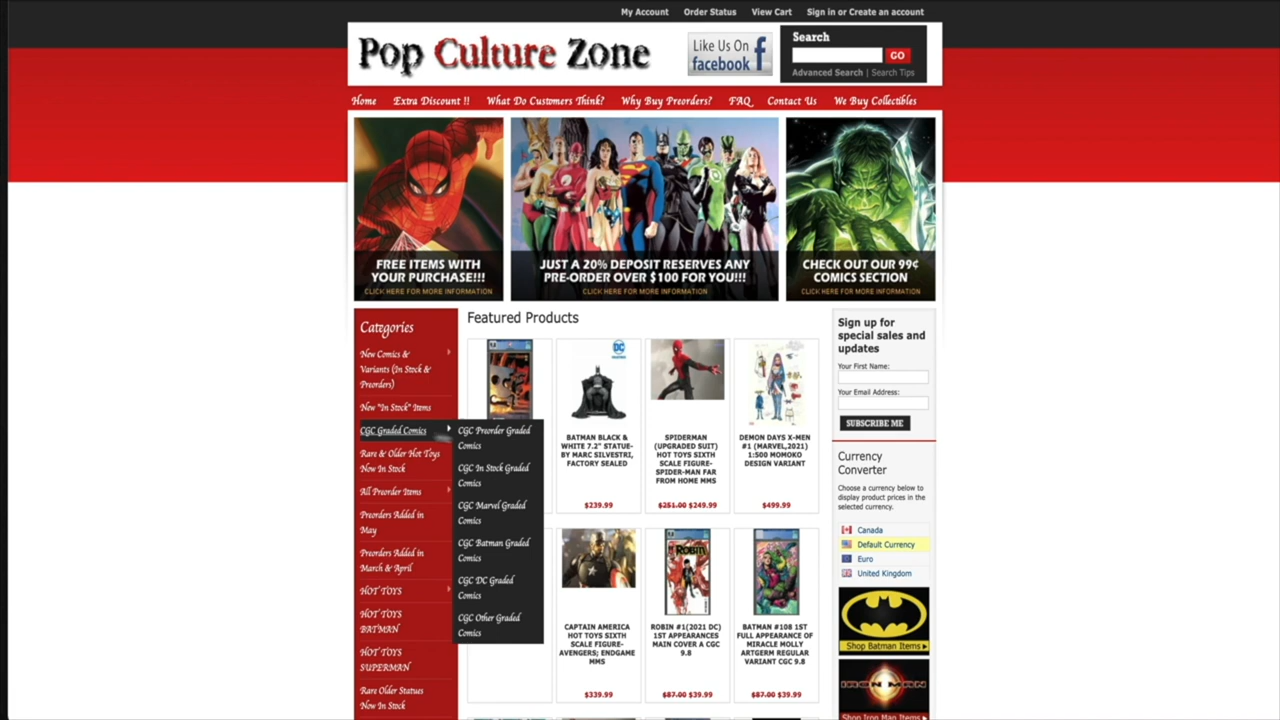 My Account
Order Status
View Cart
Sign in or Create an account
Pop Culture Zone
Like Us On
facebook
Search
GO
Advanced Search | Search Tips
Home
Extra Discount !!
What Do Customers Think?
Why Buy Preorders?
FAQ
Contact Us
We Buy Collectibles
FREE ITEMS WITH
YOUR PURCHASE!!!
CLICK HERE FOR MORE INFORMATION
JUST A 20% DEPOSIT RESERVES ANY
PRE-ORDER OVER $100 FOR YOU!!!
CLICK HERE FOR MORE INFORMATION
CHECK OUT OUR 99¢
COMICS SECTION
CLICK HERE FOR MORE INFORMATION
Categories
New Comics &
Variants (In Stock &
Preorders)
New "In Stock" Items
CGC Graded Comics
Rare & Older Hot Toys
Now In Stock
All Preorder Items
Preorders Added in
May
Preorders Added in
March & April
HOT TOYS
HOT TOYS
BATMAN
HOT TOYS
SUPERMAN
Rare Older Statues
Now In Stock
CGC Preorder Graded
Comics
CGC In Stock Graded
Comics
CGC Marvel Graded
Comics
CGC Batman Graded
Comics
CGC DC Graded
Comics
CGC Other Graded
Comics
Featured Products
DC
BATMAN BLACK &
WHITE 7.2" STATUE-
BY MARC SILVESTRI,
FACTORY SEALED
$239.99
SPIDERMAN
(UPGRADED SUIT)
HOT TOYS SIXTH
SCALE FIGURE-
SPIDER-MAN FAR
FROM HOME MMS
$251.00 $249.99
DEMON DAYS X-MEN
#1 (MARVEL,2021)
1:500 MOMOKO
DESIGN VARIANT
$499.99
CAPTAIN AMERICA
HOT TOYS SIXTH
SCALE FIGURE-
AVENGERS; ENDGAME
MMS
$339.99
ROBIN
ROBIN #1(2021 DC)
1ST APPEARANCES
MAIN COVER A CGC
9.8
$87.00 $39.99
BATMAN #108 1ST
FULL APPEARANCE OF
MIRACLE MOLLY
ARTGERM REGULAR
VARIANT CGC 9.8
$87.00 $39.99
Sign up for
special sales and
updates
Your First Name:
Your Email Address:
SUBSCRIBE ME
Currency
Converter
Choose a currency below to
display product prices in the
selected currency.
Canada
Default Currency
Euro
United Kingdom
Shop Batman Items
IRON MAN
Shop Iron Man Items